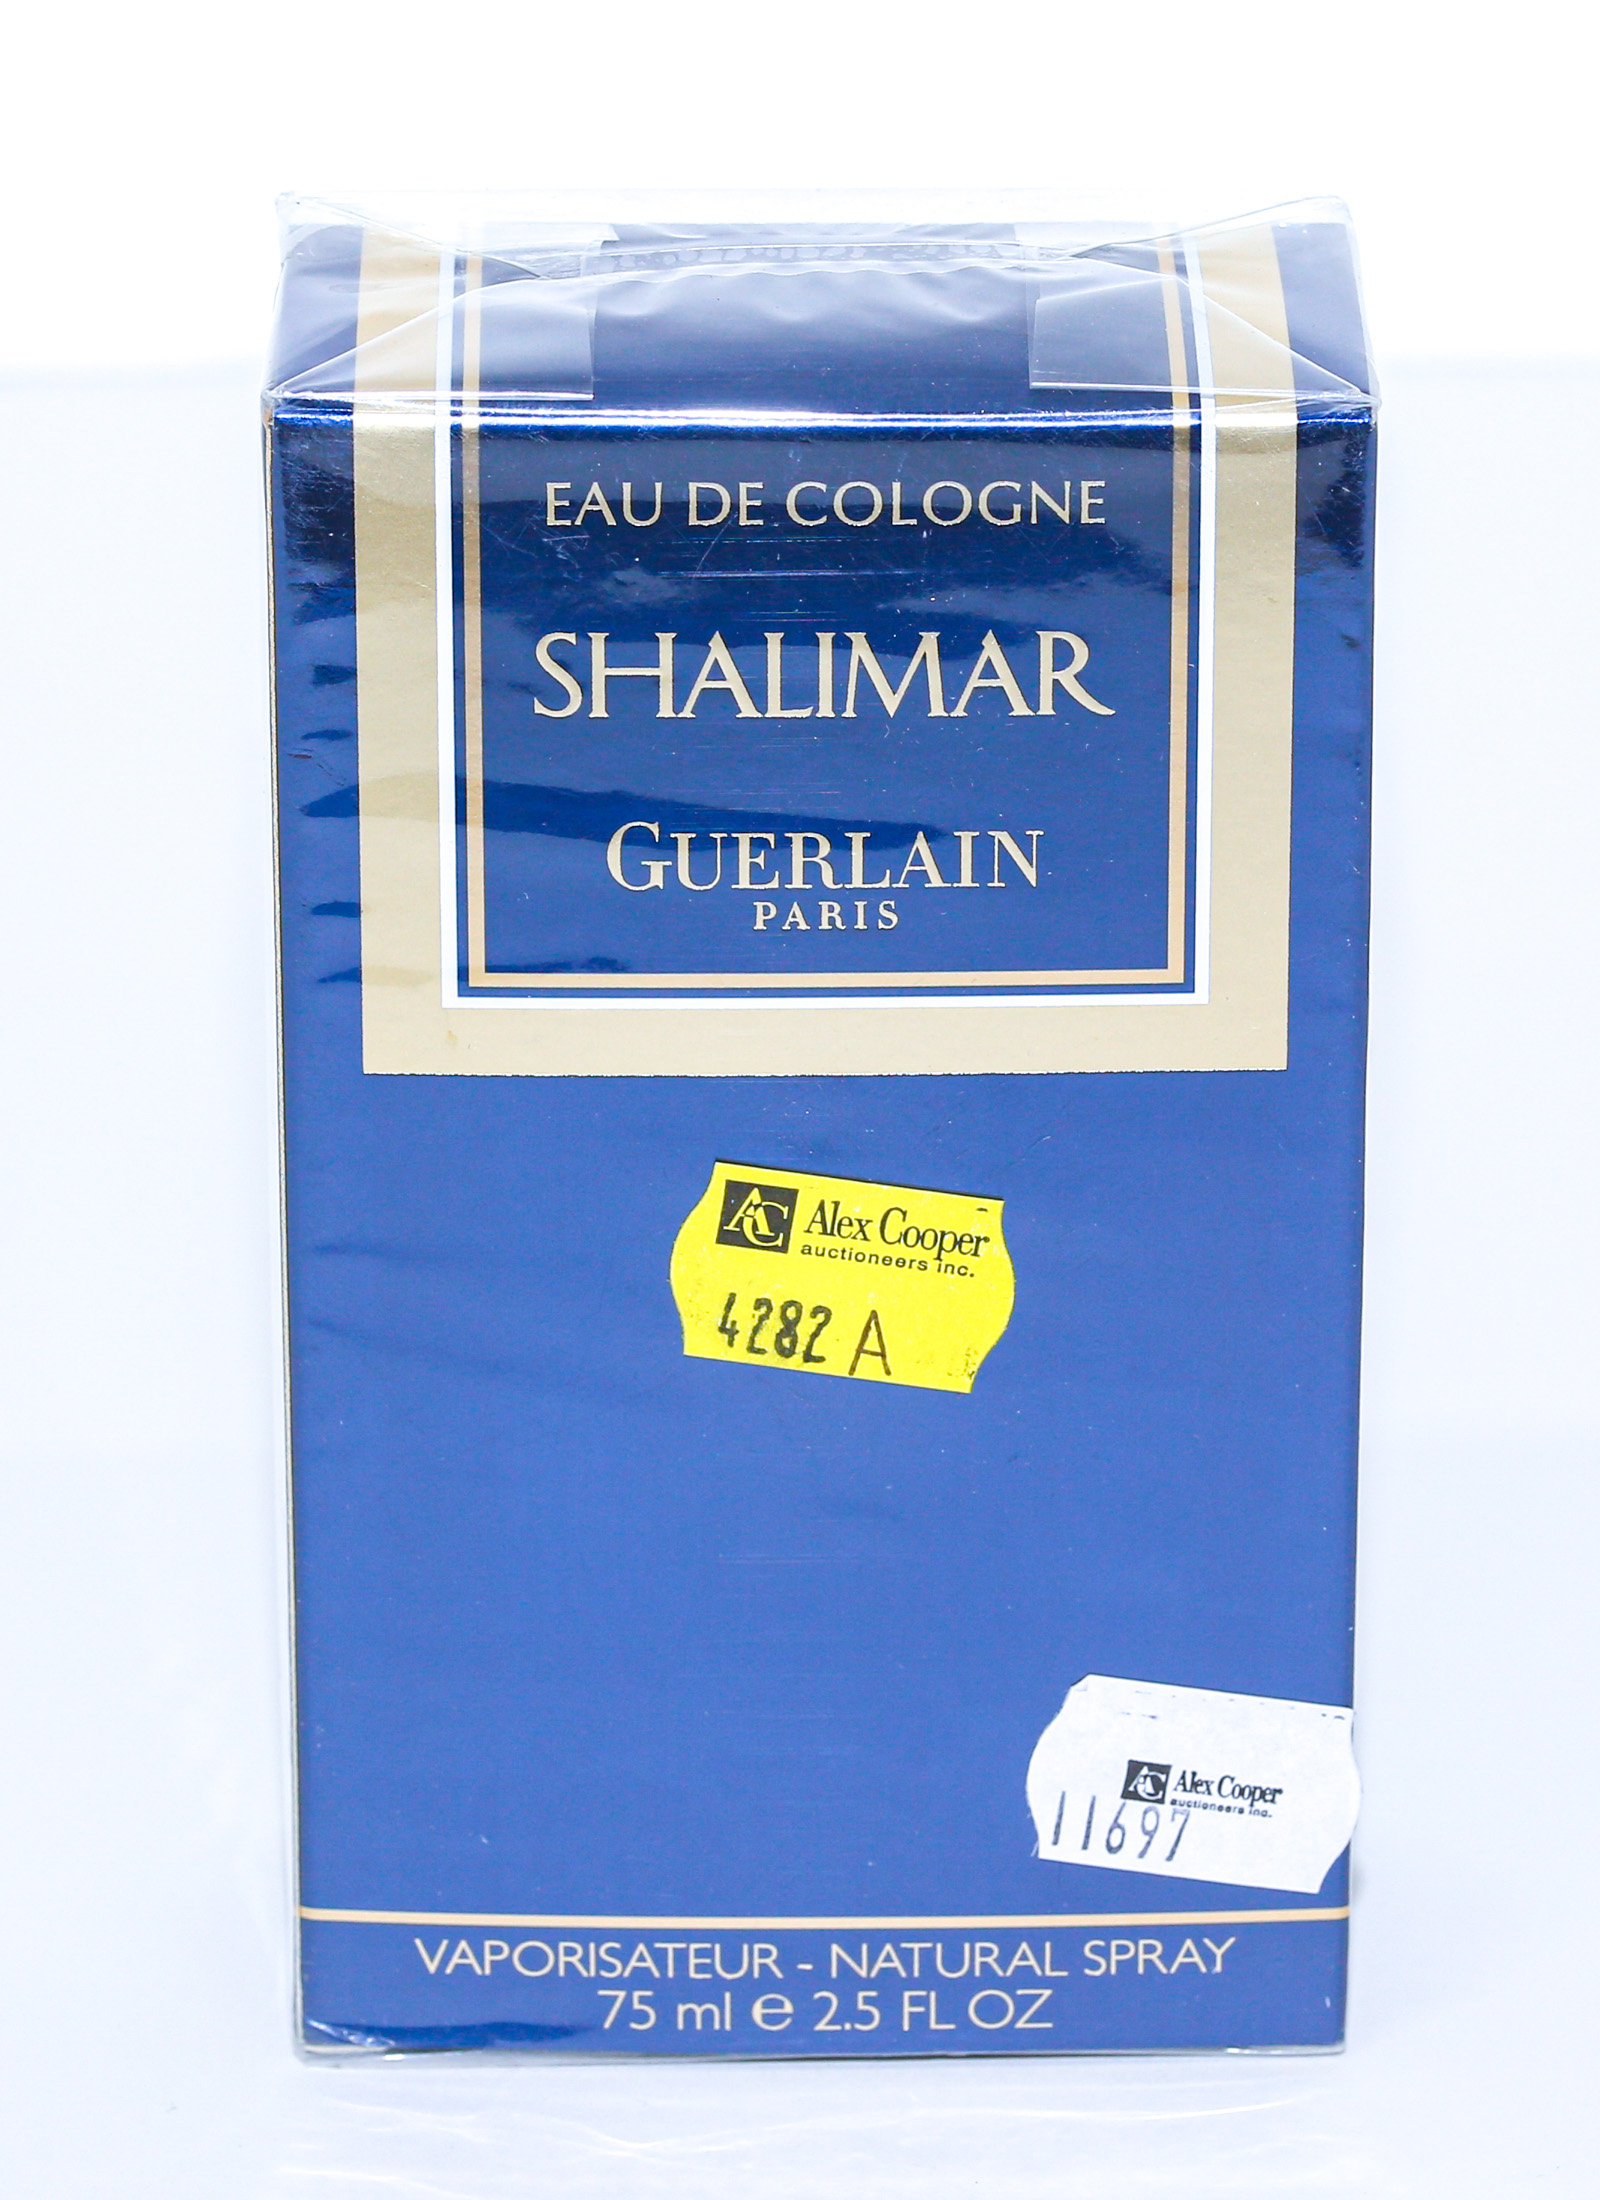 EAU DE COLOGNE
SHALIMAR
GUERLAIN
PARIS
AC Alex Cooper
auctioneers inc.
4282 A
AC Alex Cooper
auctioneers inc.
11697
VAPORISATEUR - NATURAL SPRAY
75 ml e 2.5 FL OZ